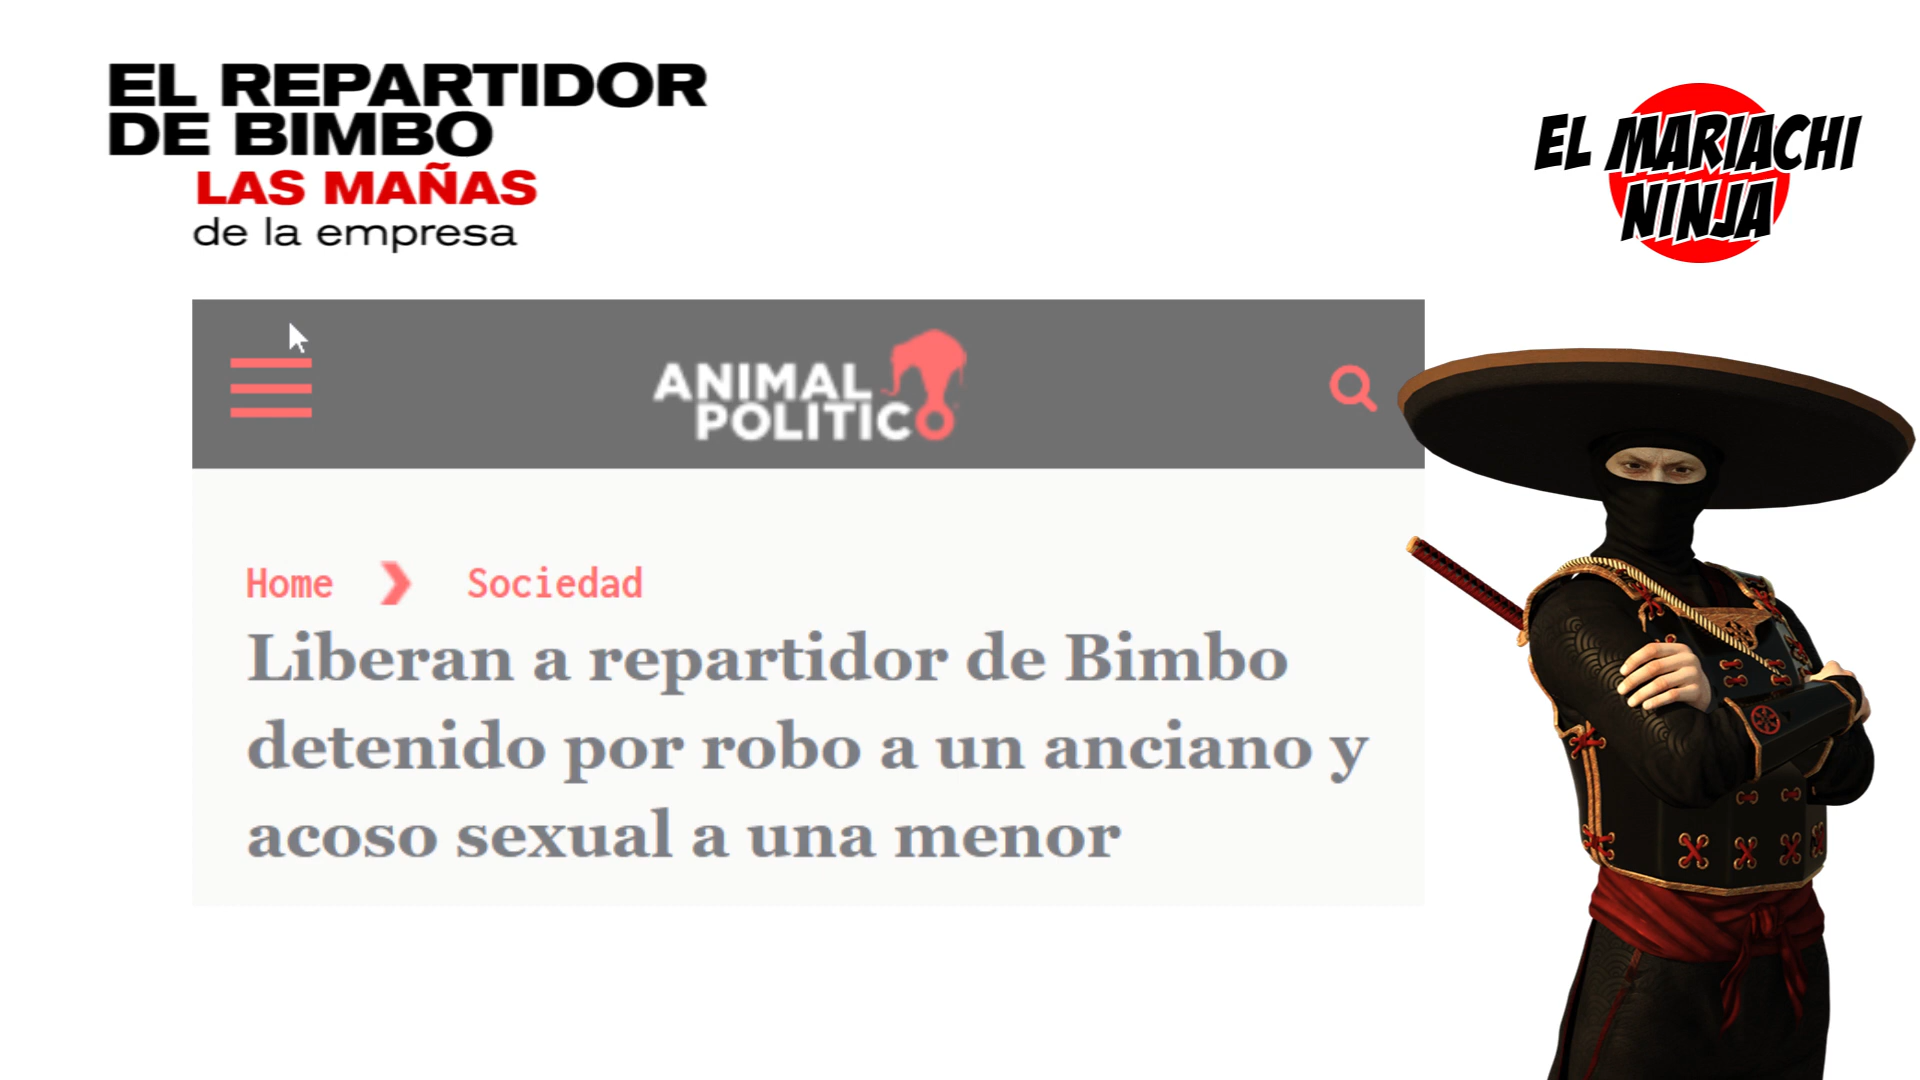 EL REPARTIDOR
DE BIMBO
LAS MAÑAS
de la empresa
EL MARIACHI
NINJA
ANIMAL
POLITICO
Home
Sociedad
Liberan a repartidor de Bimbo
detenido por robo a un anciano y
acoso sexual a una menor